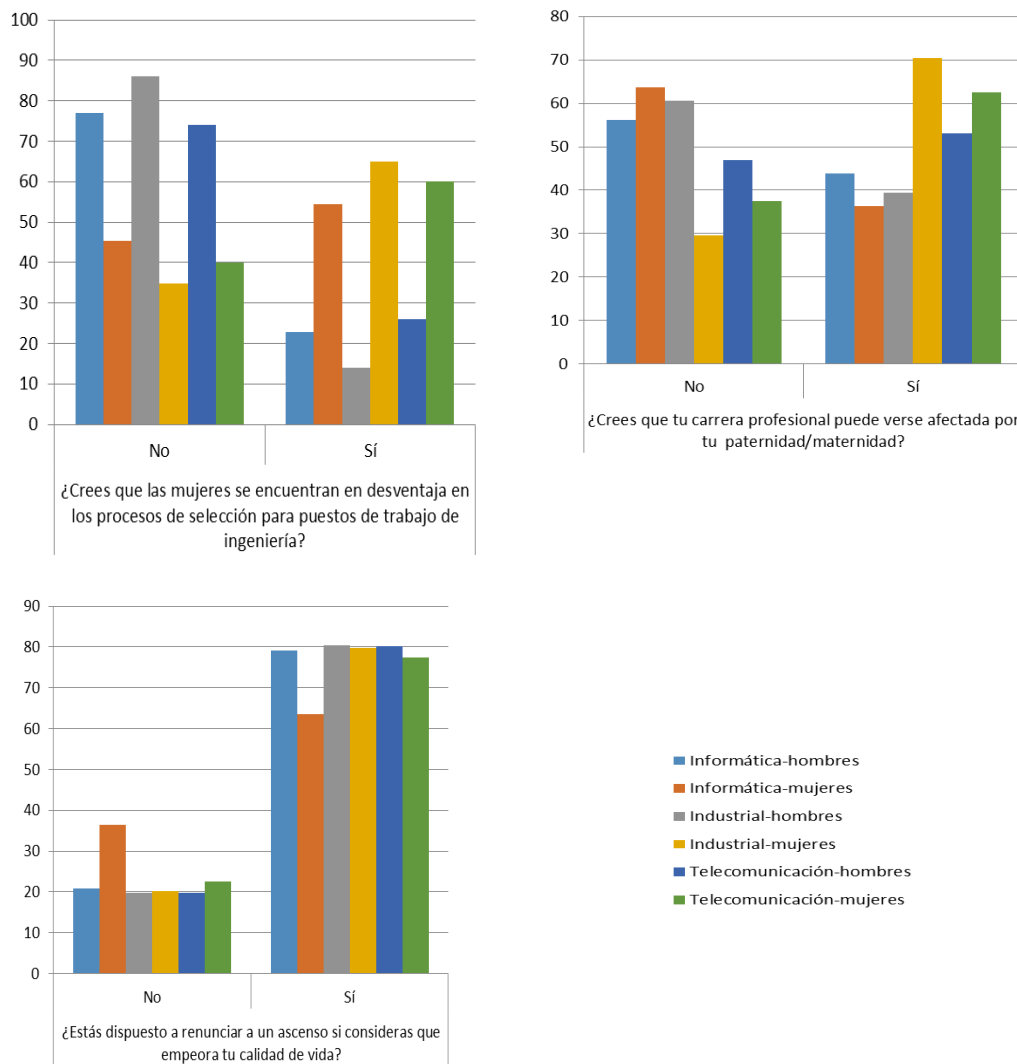 100
90
80
70
60
50
40
30
20
10
0
No
Sí
¿Crees que las mujeres se encuentran en desventaja en
los procesos de selección para puestos de trabajo de
ingeniería?
80
70
60
50
40
30
20
10
0
No
Sí
¿Crees que tu carrera profesional puede verse afectada por
tu paternidad/maternidad?
90
80
70
60
50
40
30
20
10
0
No
Sí
¿Estás dispuesto a renunciar a un ascenso si consideras que
empeora tu calidad de vida?
Informática-hombres
Informática-mujeres
Industrial-hombres
Industrial-mujeres
Telecomunicación-hombres
Telecomunicación-mujeres